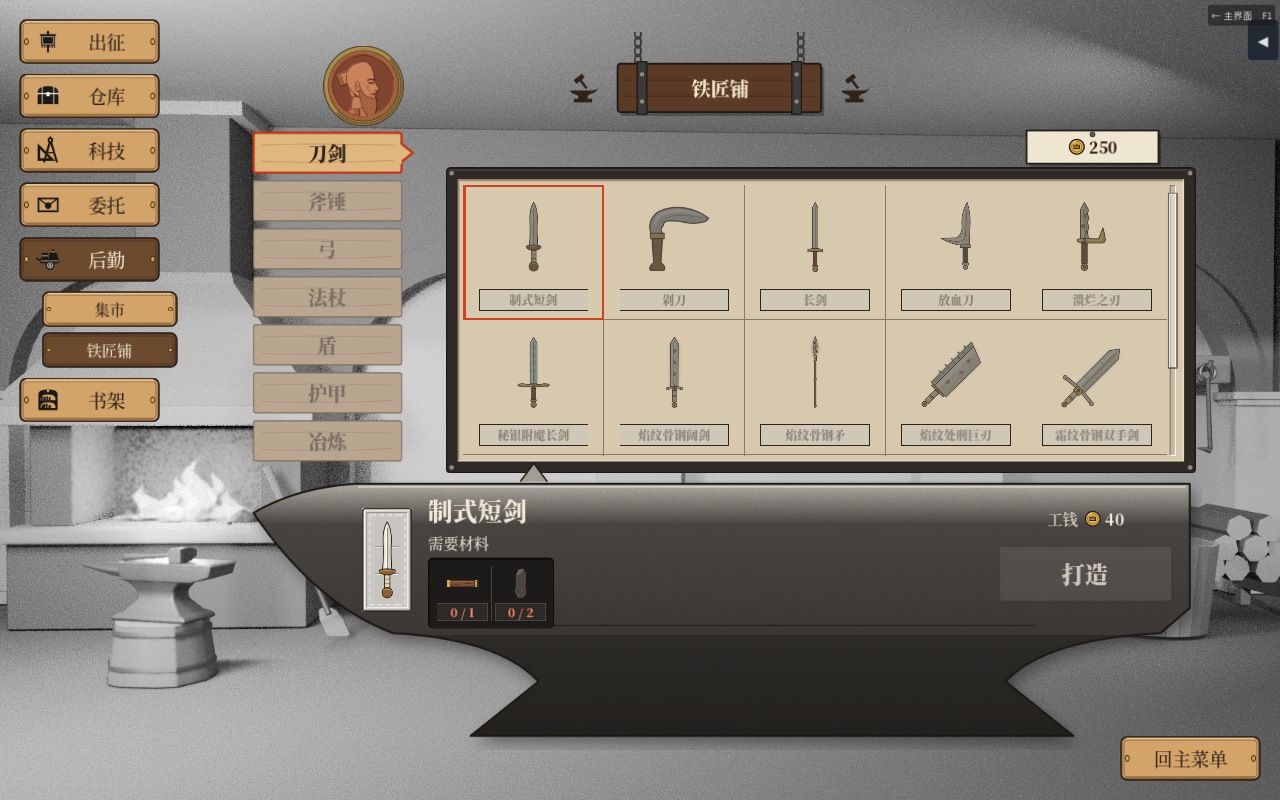 ← 主界面 F1
出征
仓库
科技
委托
后勤
集市
铁匠铺
书架
铁匠铺
250
刀剑
斧锤
弓
法杖
盾
护甲
冶炼
制式短剑
剁刀
长剑
放血刀
溃烂之刃
秘银附魔长剑
焰纹骨钢阔剑
焰纹骨钢矛
焰纹处刑巨刃
霜纹骨钢双手剑
制式短剑
需要材料
0 / 1
0 / 2
工钱 40
打造
回主菜单